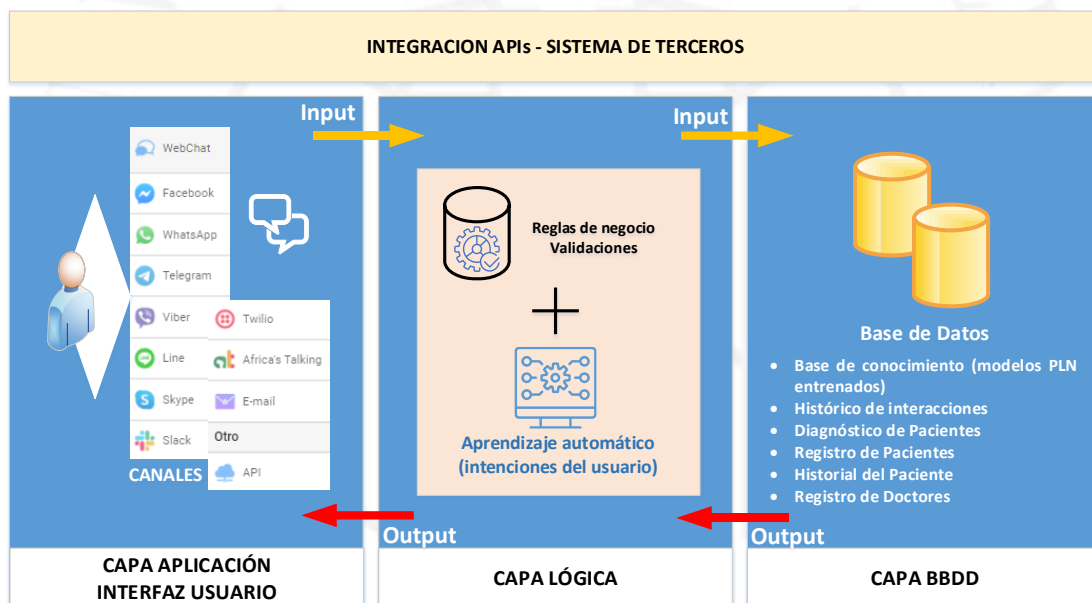 INTEGRACION APIs - SISTEMA DE TERCEROS
Input
WebChat
Facebook
WhatsApp
Telegram
Viber
Line
Skype
Slack
Twilio
Africa's Talking
E-mail
Otro
API
CANALES
CAPA APLICACIÓN
INTERFAZ USUARIO
Input
Reglas de negocio
Validaciones
Aprendizaje automático
(intenciones del usuario)
Output
CAPA LÓGICA
Base de Datos
• Base de conocimiento (modelos PLN
entrenados)
• Histórico de interacciones
• Diagnóstico de Pacientes
• Registro de Pacientes
• Historial del Paciente
• Registro de Doctores
Output
CAPA BBDD